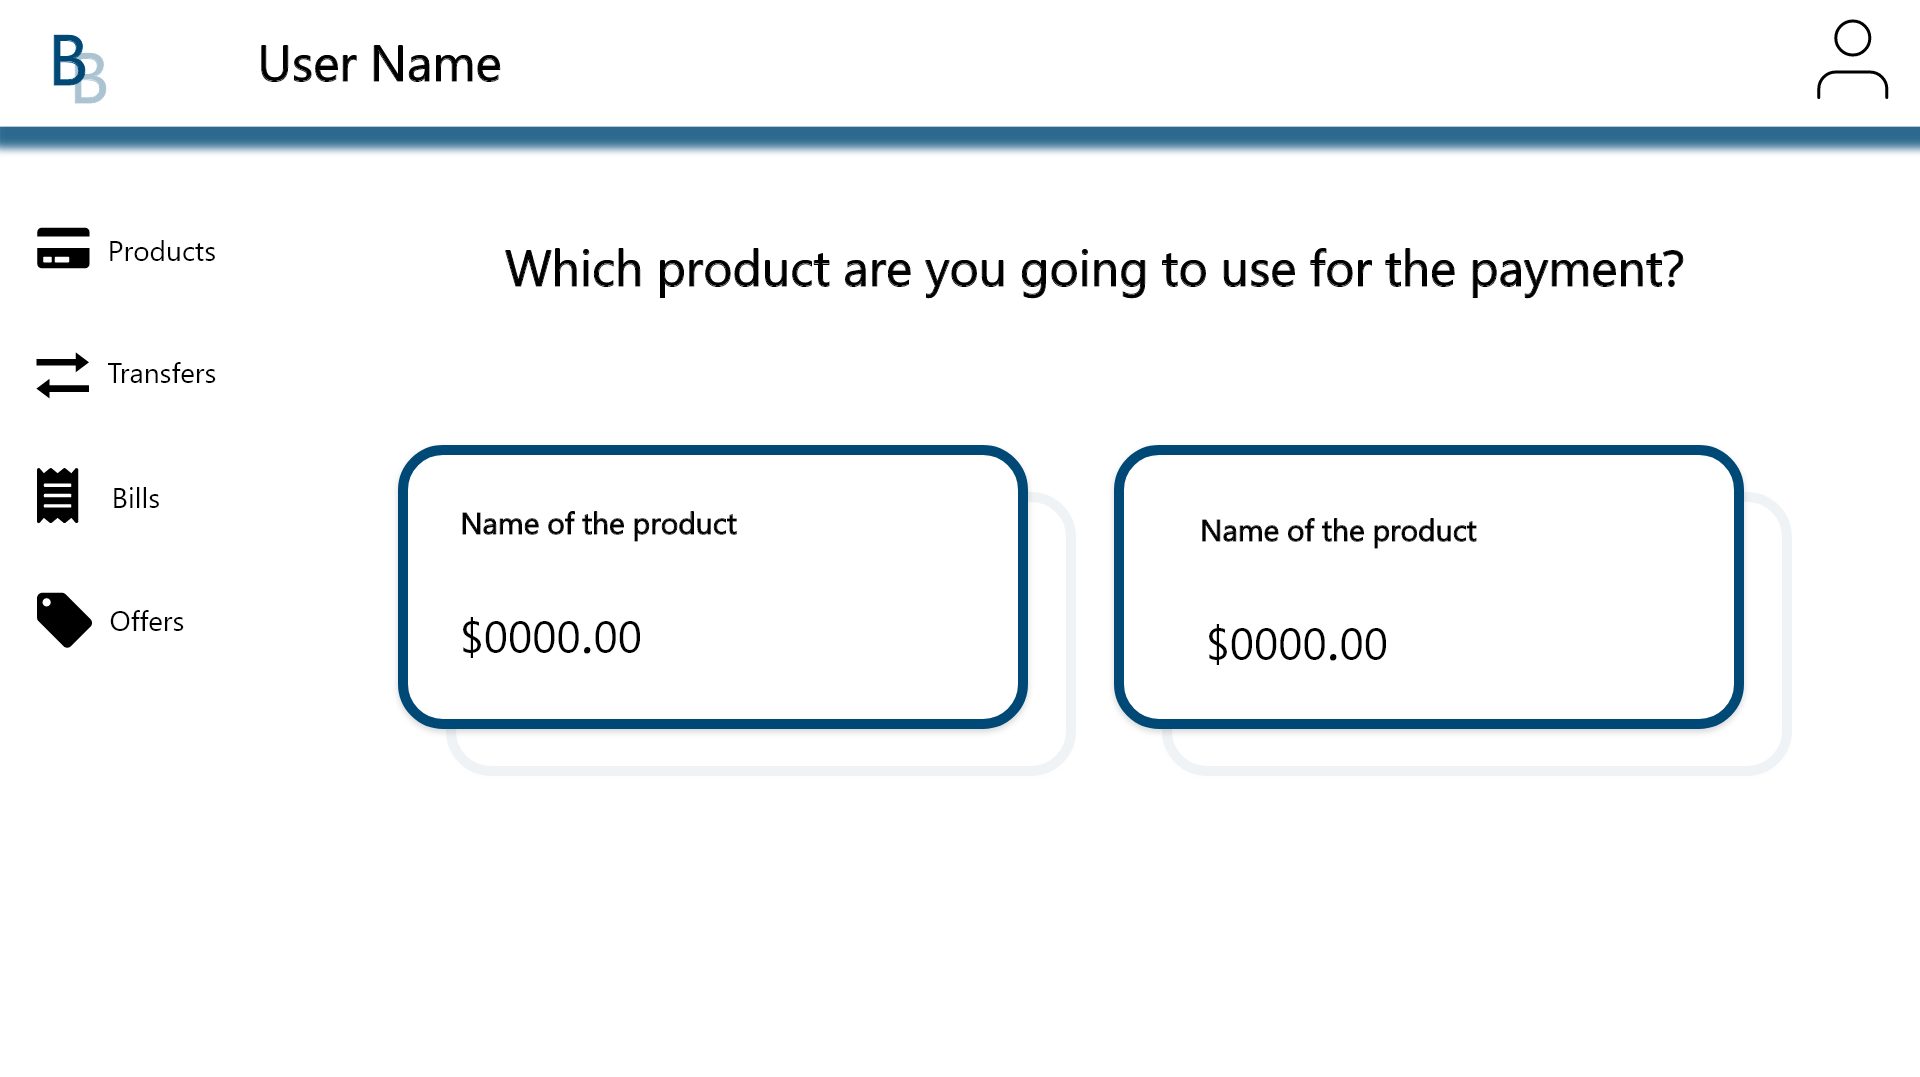 BB
User Name
Products
Transfers
Bills
Offers
Which product are you going to use for the payment?
Name of the product
$0000.00
Name of the product
$0000.00